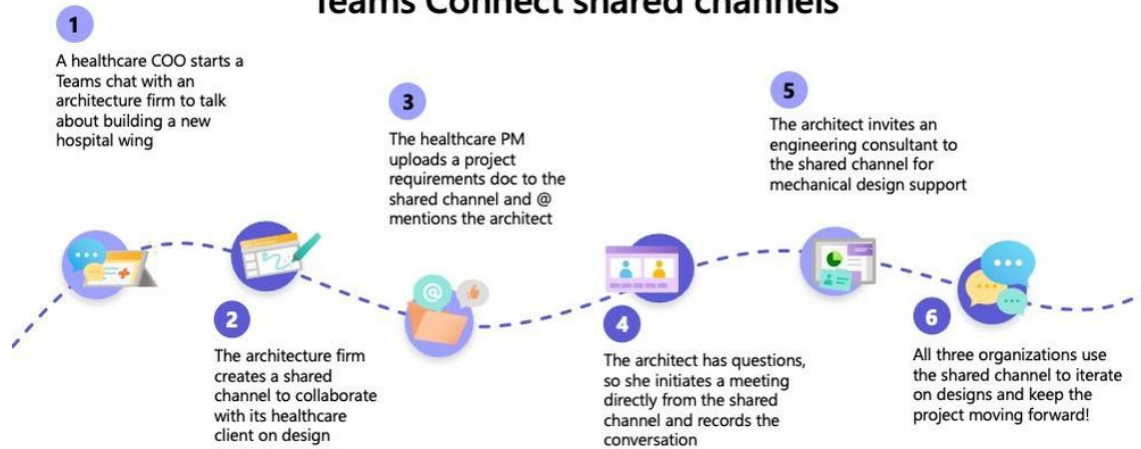 Teams Connect shared channels
1
A healthcare COO starts a
Teams chat with an
architecture firm to talk
about building a new
hospital wing
2
The architecture firm
creates a shared
channel to collaborate
with its healthcare
client on design
3
The healthcare PM
uploads a project
requirements doc to the
shared channel and @
mentions the architect
@
4
The architect has questions,
so she initiates a meeting
directly from the shared
channel and records the
conversation
5
The architect invites an
engineering consultant to
the shared channel for
mechanical design support
6
All three organizations use
the shared channel to iterate
on designs and keep the
project moving forward!